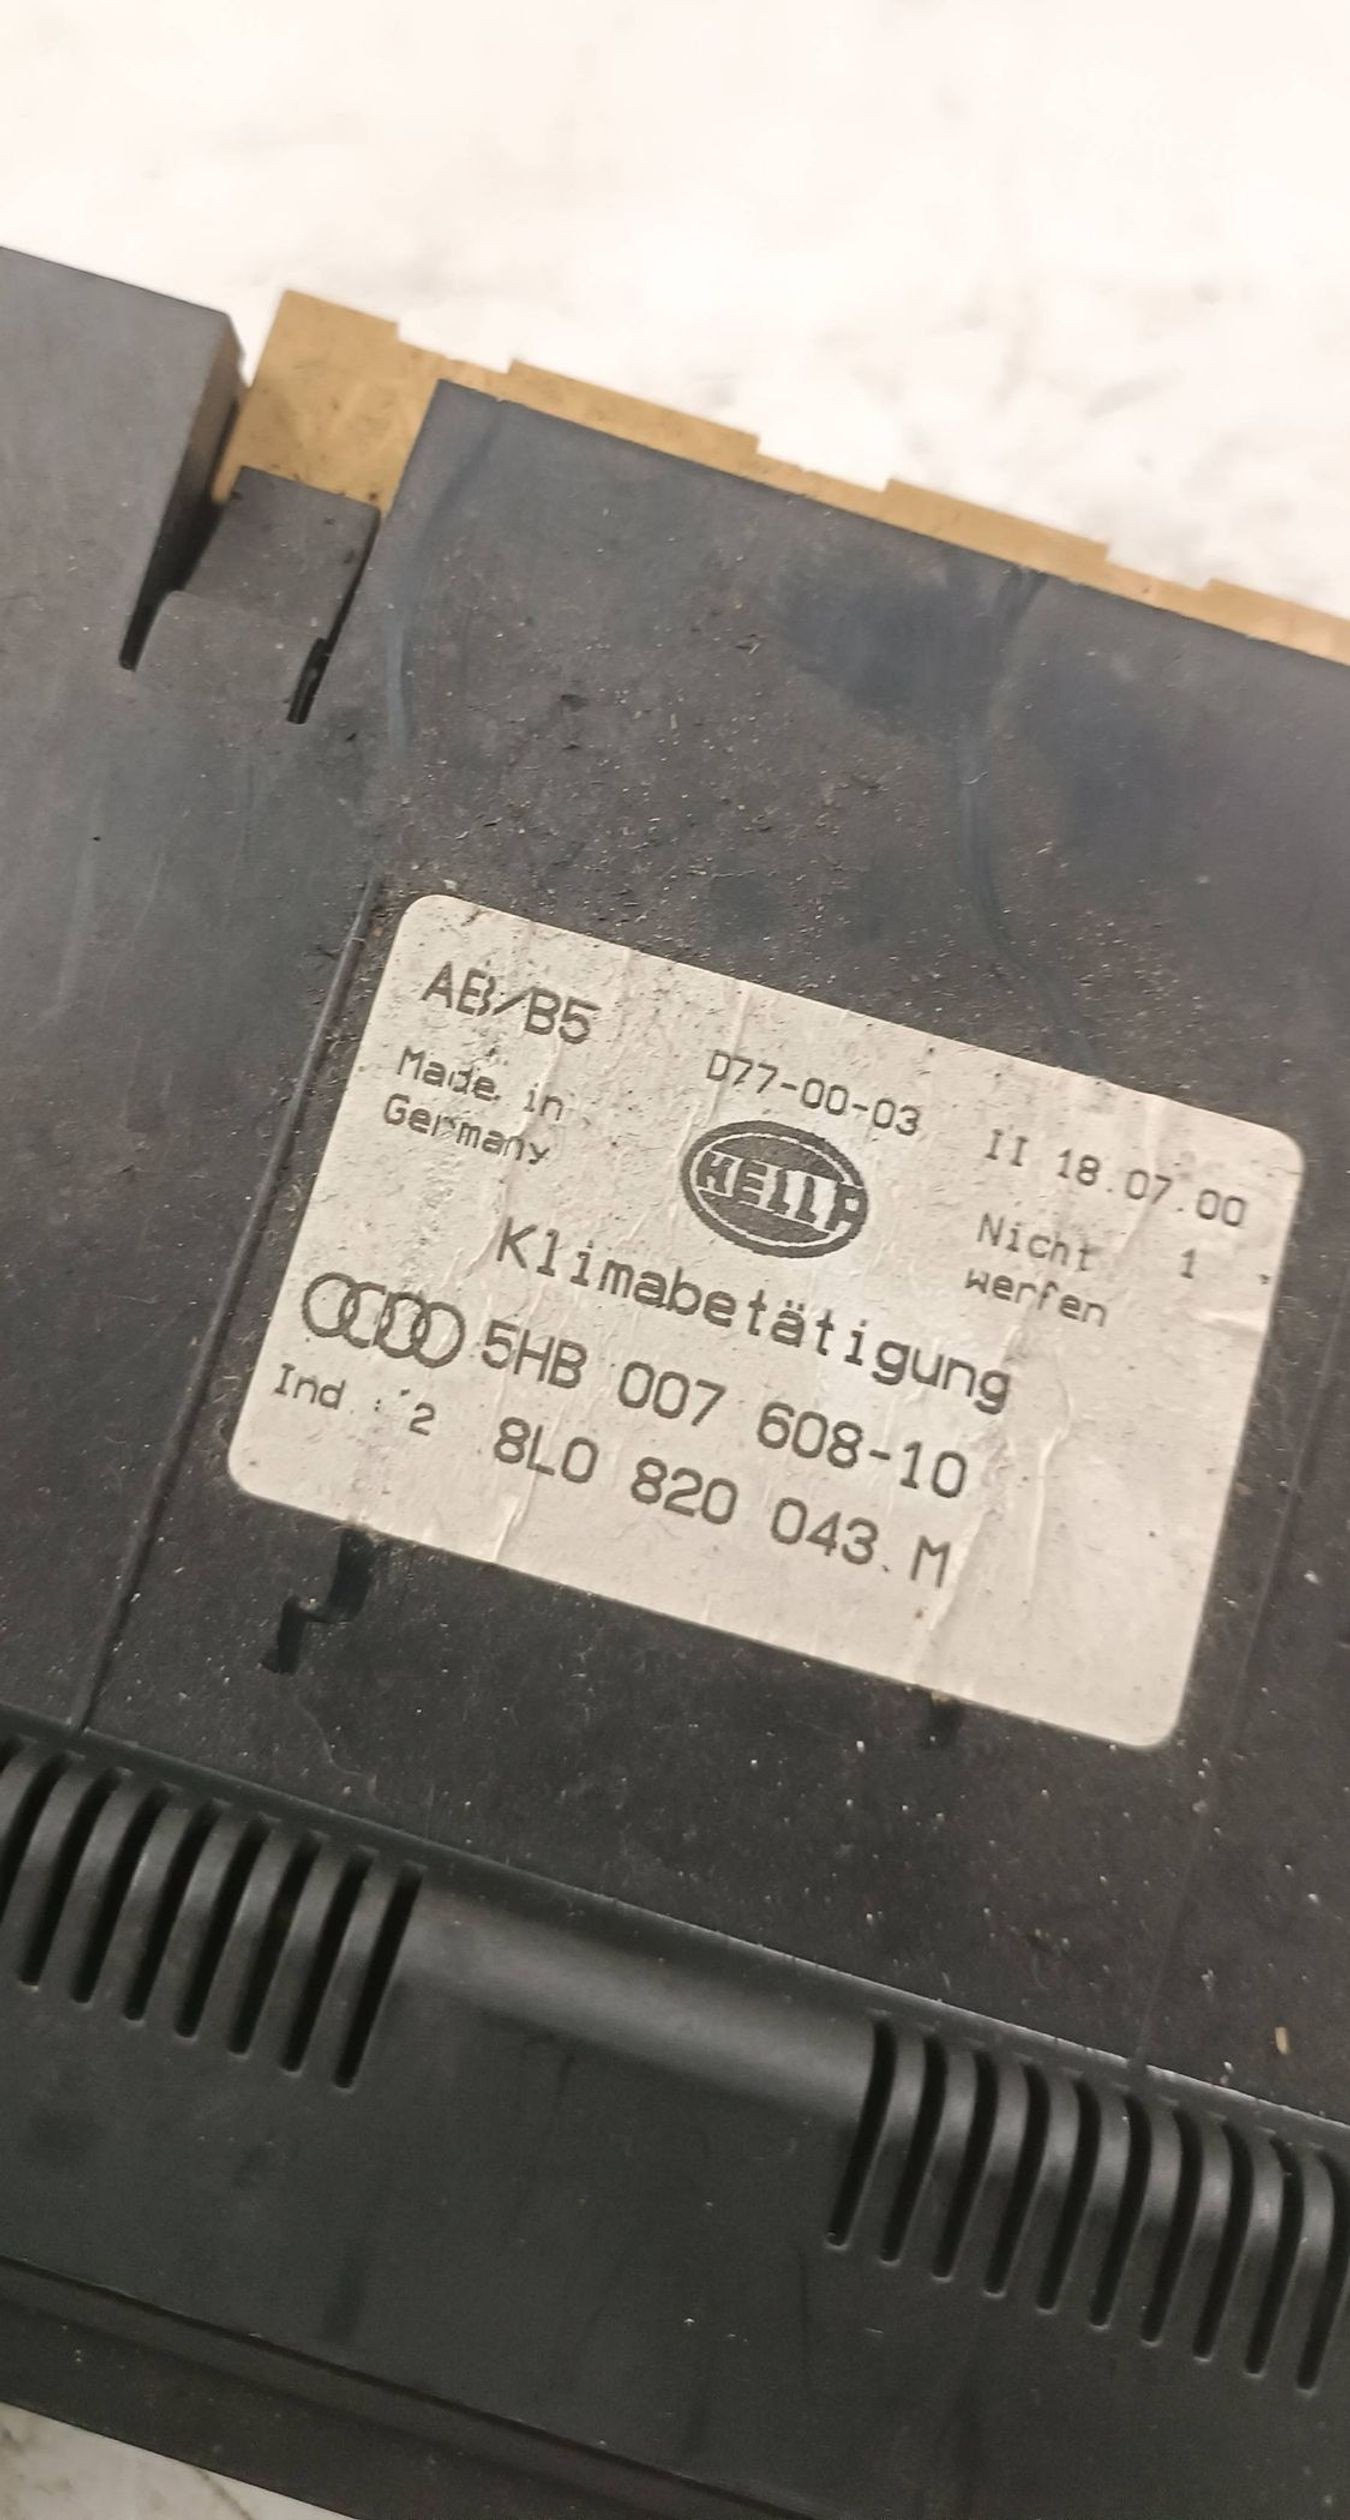 AB/B5
D77-00-03
II 18.07.00
Made in
Germany
HELLA
Nicht 1
werfen
Klimabetätigung
5HB 007 608-10
Ind.: 2 8L0 820 043 M